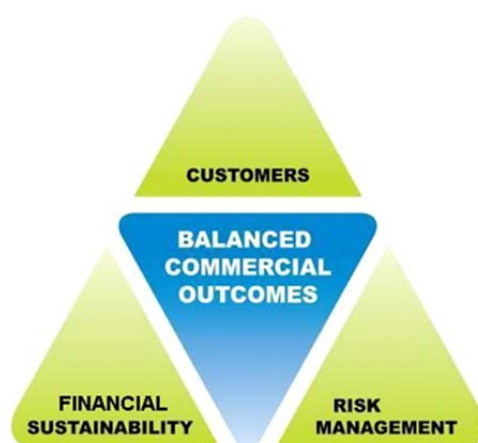 CUSTOMERS
BALANCED
COMMERCIAL
OUTCOMES
FINANCIAL
SUSTAINABILITY
RISK
MANAGEMENT